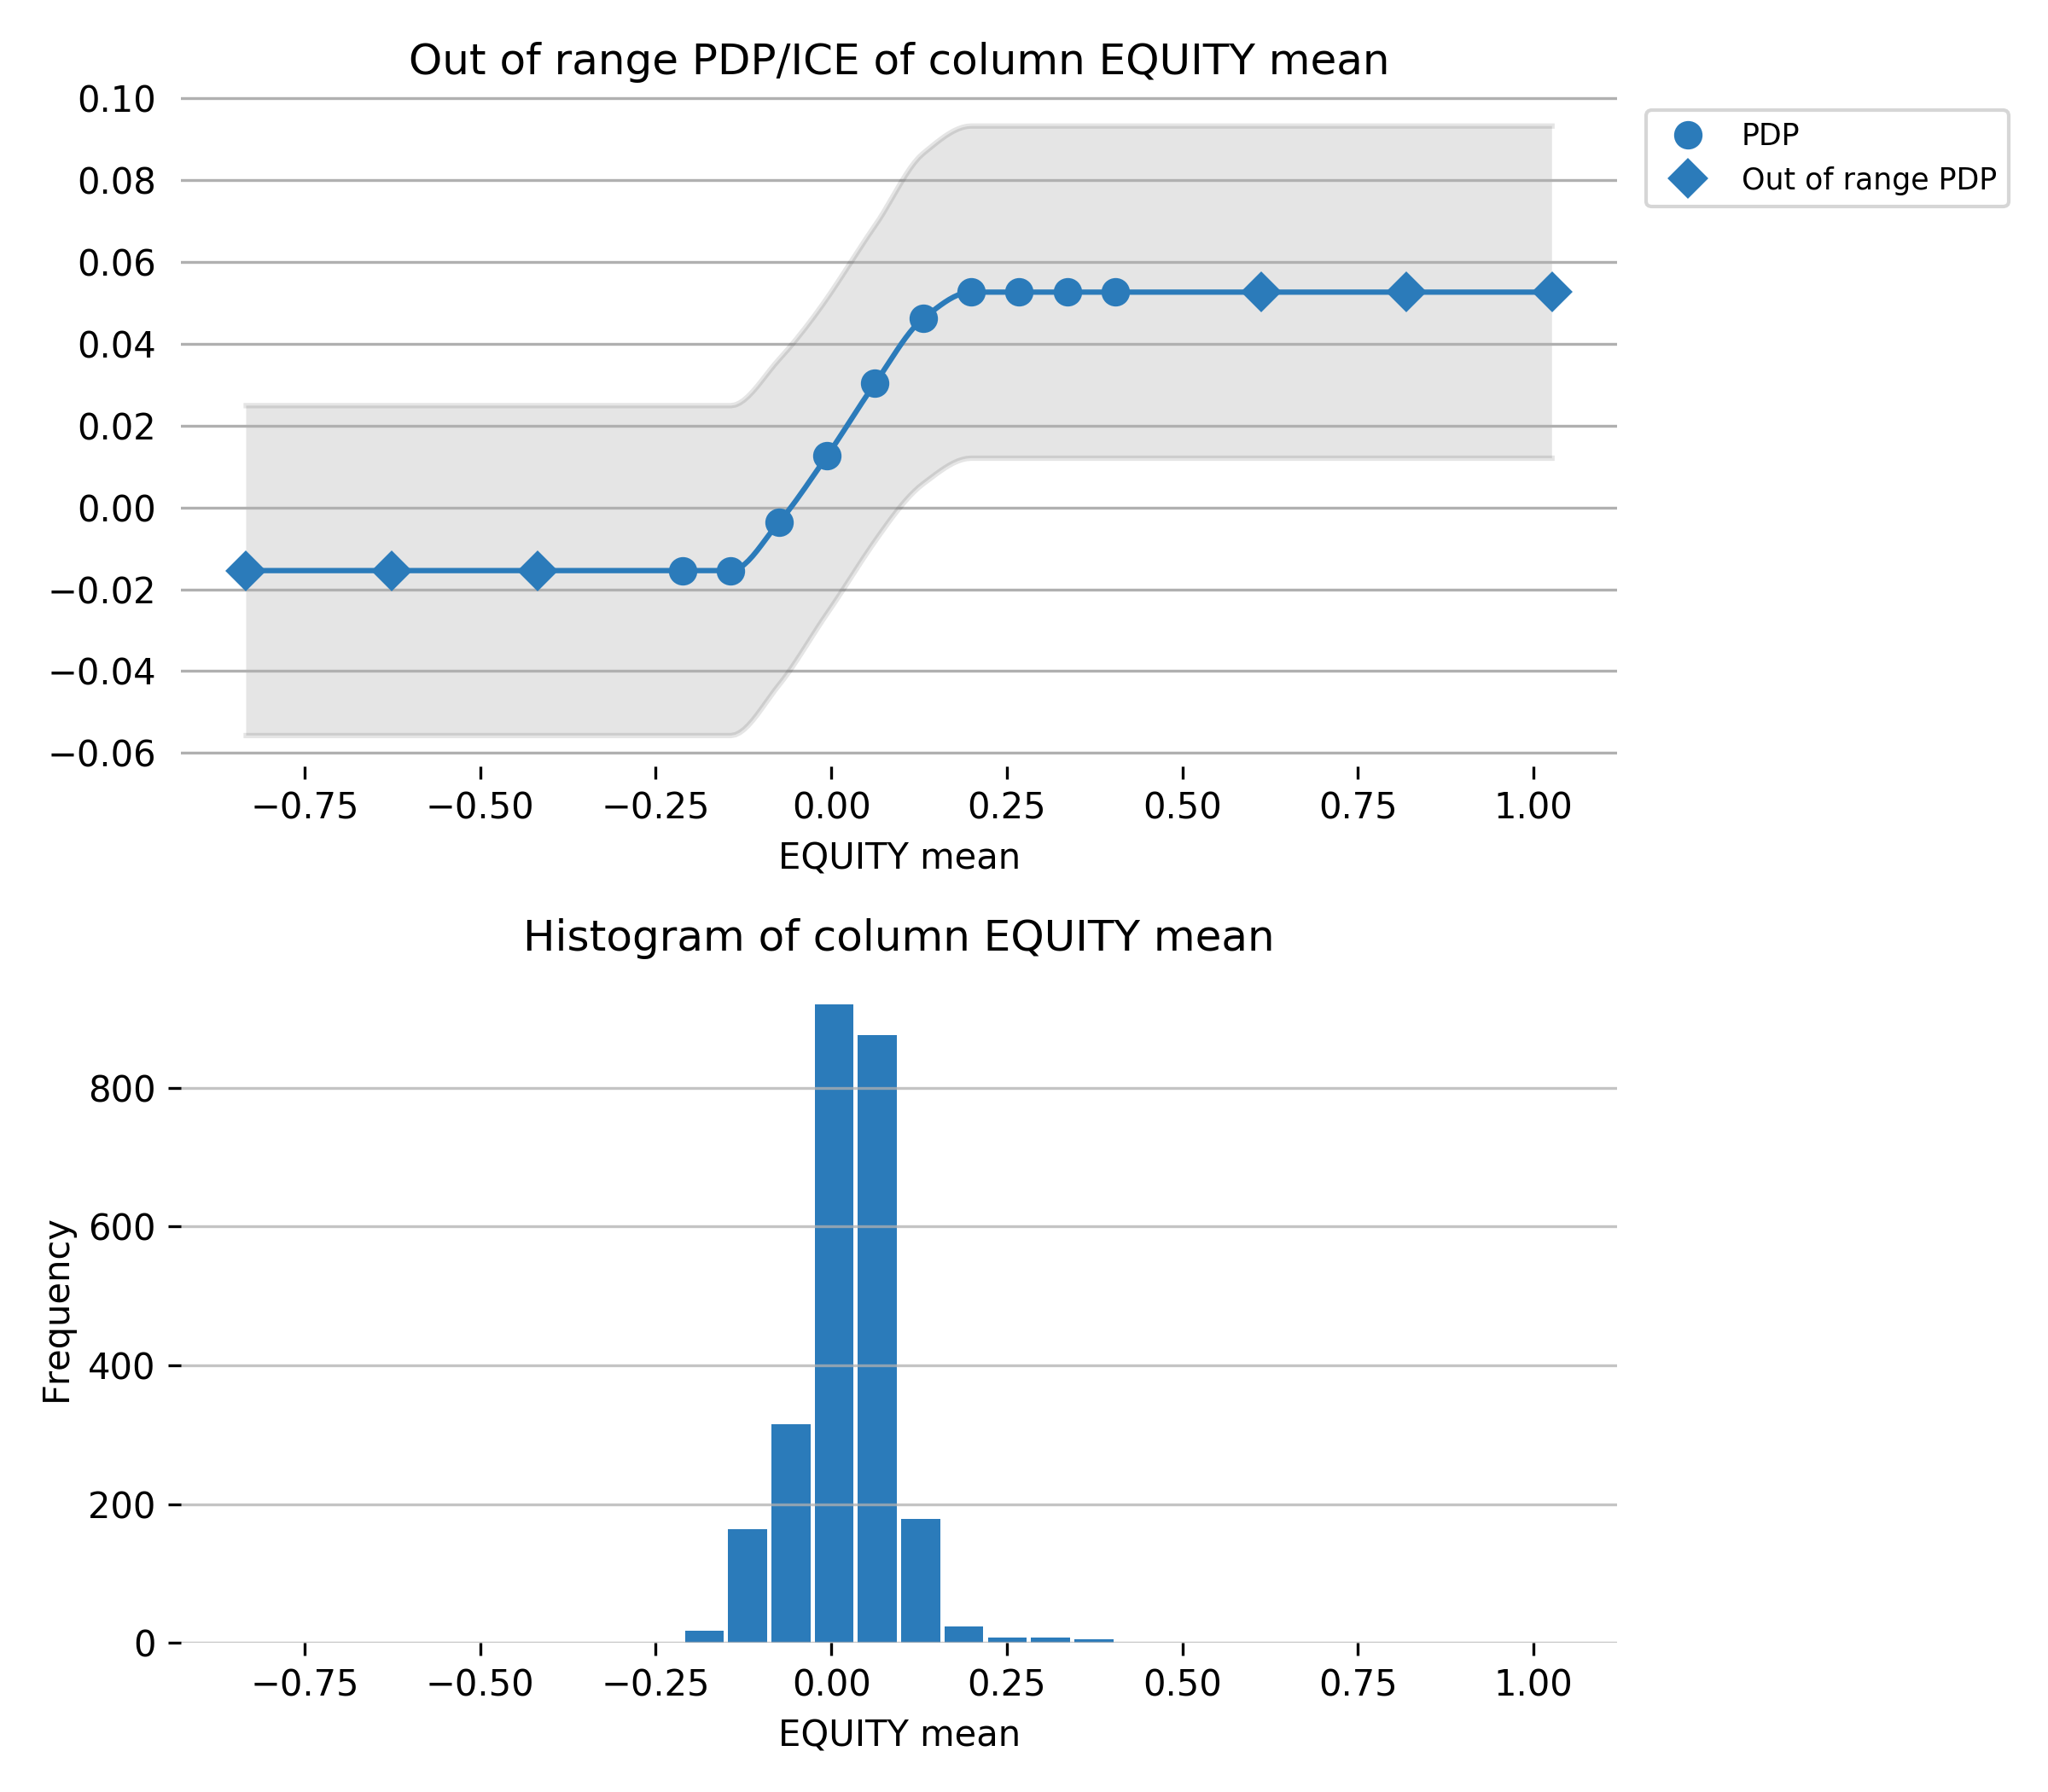 Out of range PDP/ICE of column EQUITY mean
0.10
0.08
0.06
0.04
0.02
0.00
−0.02
−0.04
−0.06
PDP
Out of range PDP
−0.75 −0.50 −0.25 0.00 0.25 0.50 0.75 1.00
EQUITY mean
Histogram of column EQUITY mean
Frequency
800
600
400
200
0
−0.75 −0.50 −0.25 0.00 0.25 0.50 0.75 1.00
EQUITY mean